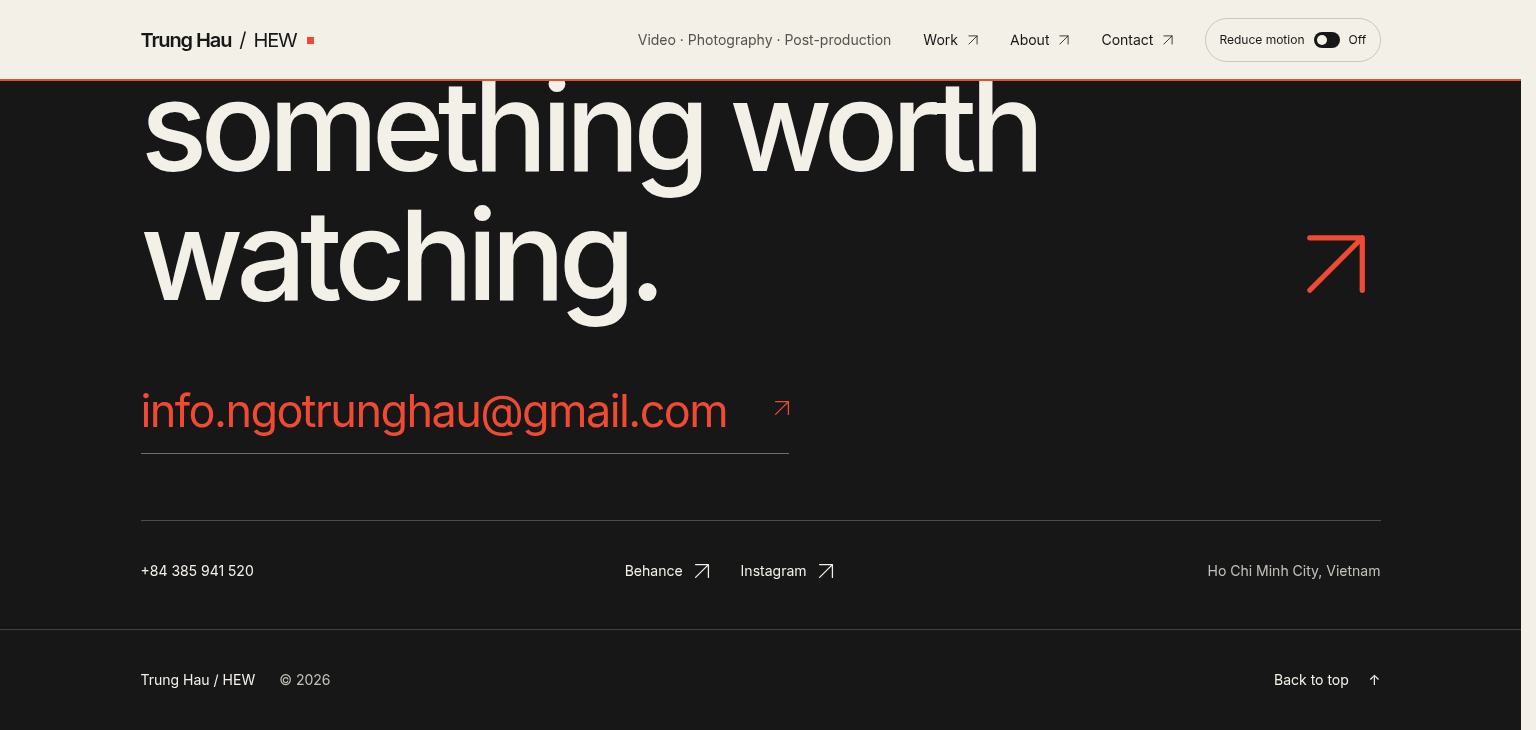 Trung Hau / HEW
Video · Photography · Post-production
Work
About
Contact
Reduce motion Off
something worth
watching.
info.ngotrunghau@gmail.com
+84 385 941 520
Behance
Instagram
Ho Chi Minh City, Vietnam
Trung Hau / HEW © 2026
Back to top ↑